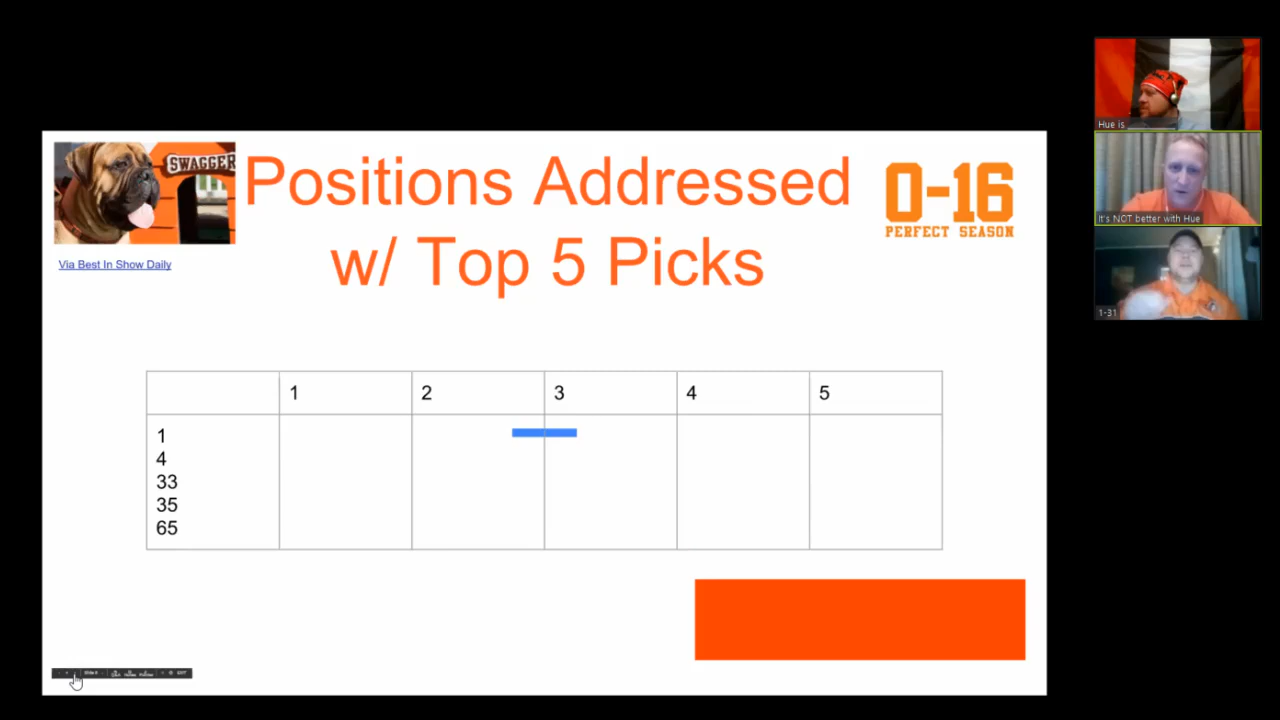 SWAGGER
Positions Addressed
w/ Top 5 Picks
0-16
PERFECT SEASON
Via Best In Show Daily
1 2 3 4 5
1
4
33
35
65
Hue is ________
It's NOT better with Hue
1-31